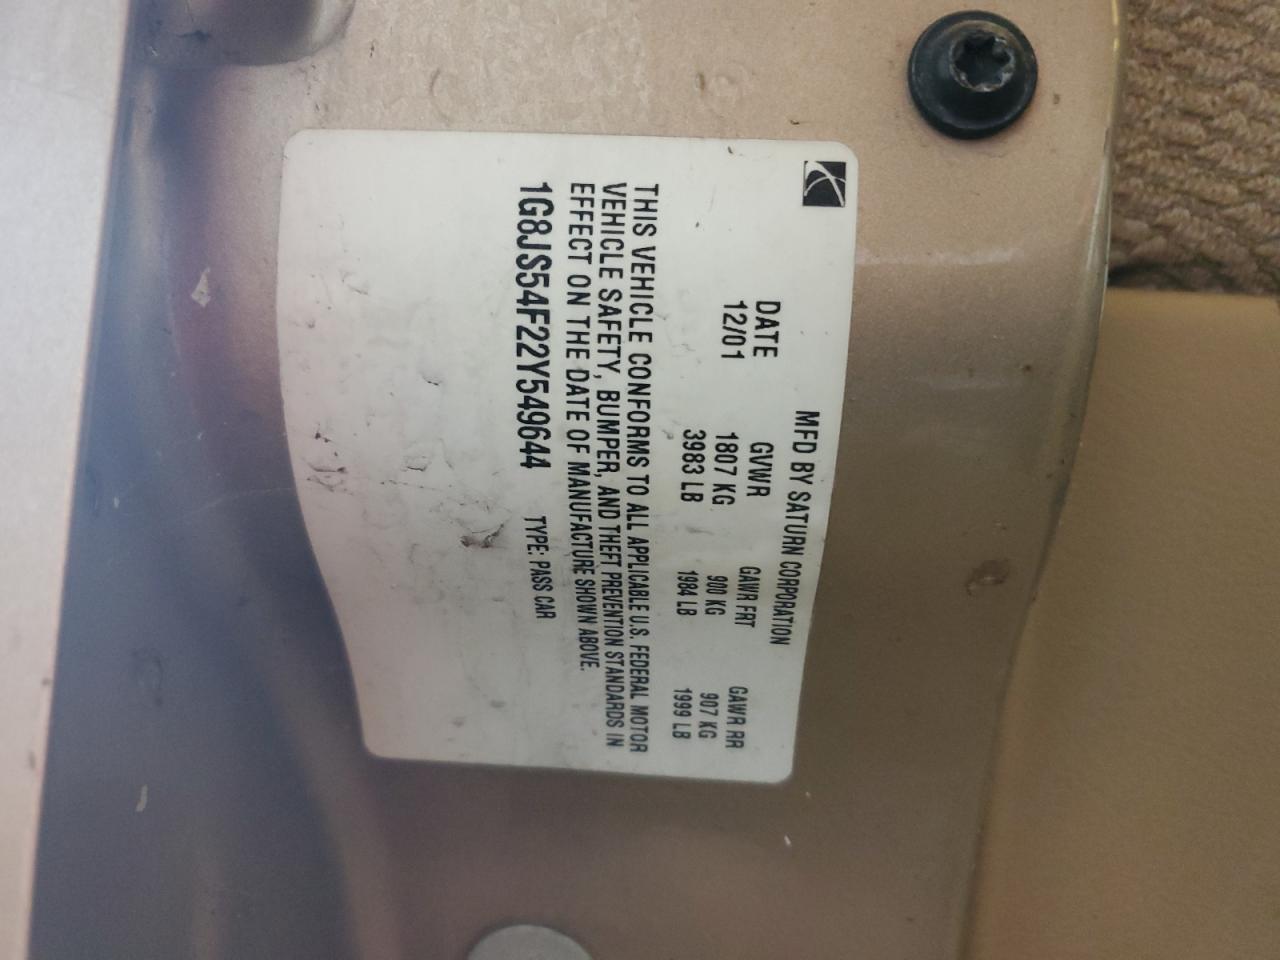 MFD BY SATURN CORPORATION
DATE GVWR GAWR FRT GAWR RR
12/01 1807 KG 900 KG 907 KG
3983 LB 1984 LB 1999 LB
THIS VEHICLE CONFORMS TO ALL APPLICABLE U.S. FEDERAL MOTOR
VEHICLE SAFETY, BUMPER, AND THEFT PREVENTION STANDARDS IN
EFFECT ON THE DATE OF MANUFACTURE SHOWN ABOVE.
1G8JS54F22Y549644 TYPE: PASS CAR